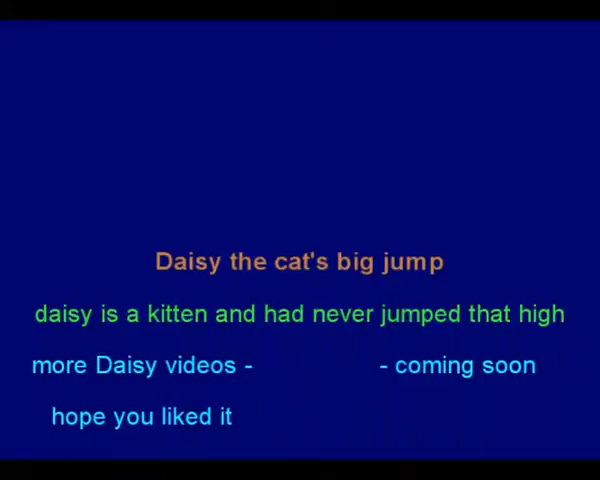 Daisy the cat's big jump
daisy is a kitten and had never jumped that high
more Daisy videos - - coming soon
hope you liked it